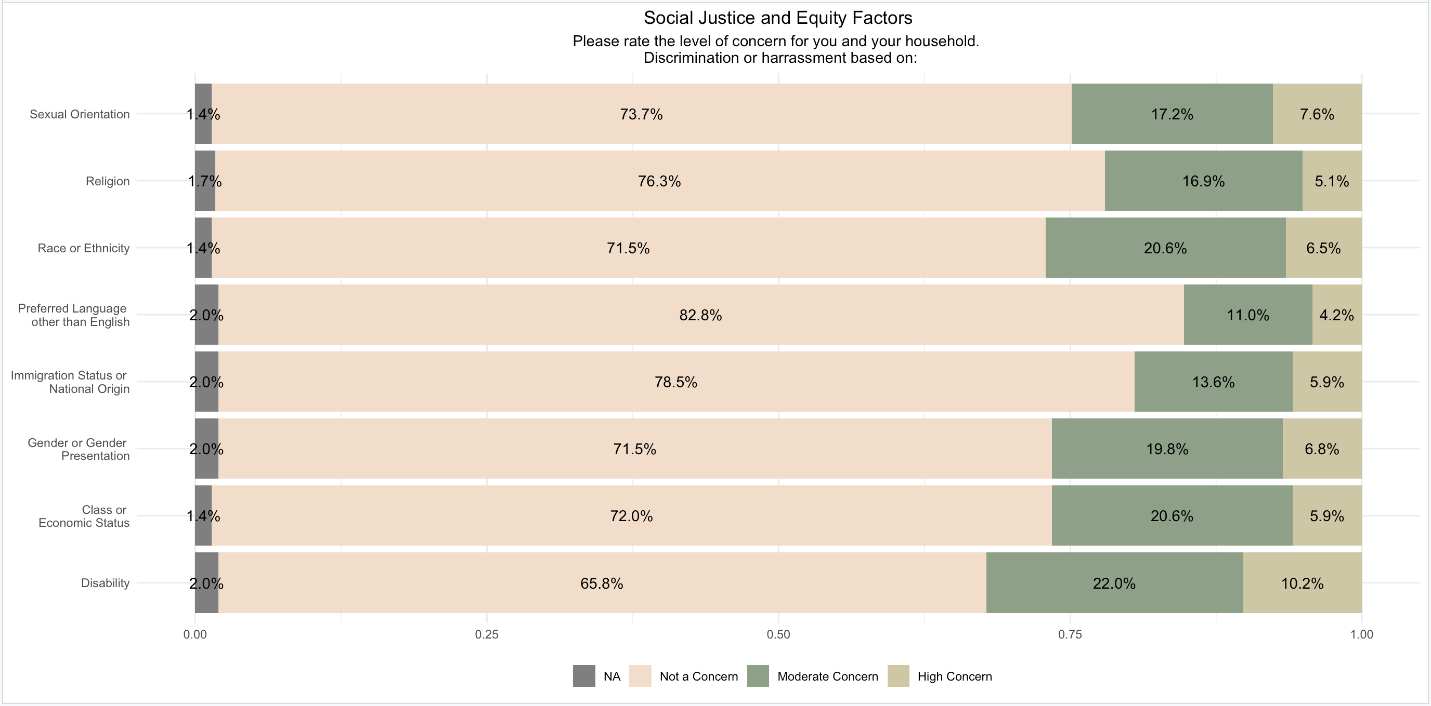 Social Justice and Equity Factors
Please rate the level of concern for you and your household.
Discrimination or harrassment based on:
Sexual Orientation 1.4% 73.7% 17.2% 7.6%
Religion 1.7% 76.3% 16.9% 5.1%
Race or Ethnicity 1.4% 71.5% 20.6% 6.5%
Preferred Language
other than English 2.0% 82.8% 11.0% 4.2%
Immigration Status or
National Origin 2.0% 78.5% 13.6% 5.9%
Gender or Gender
Presentation 2.0% 71.5% 19.8% 6.8%
Class or
Economic Status 1.4% 72.0% 20.6% 5.9%
Disability 2.0% 65.8% 22.0% 10.2%
0.00 0.25 0.50 0.75 1.00
NA Not a Concern Moderate Concern High Concern